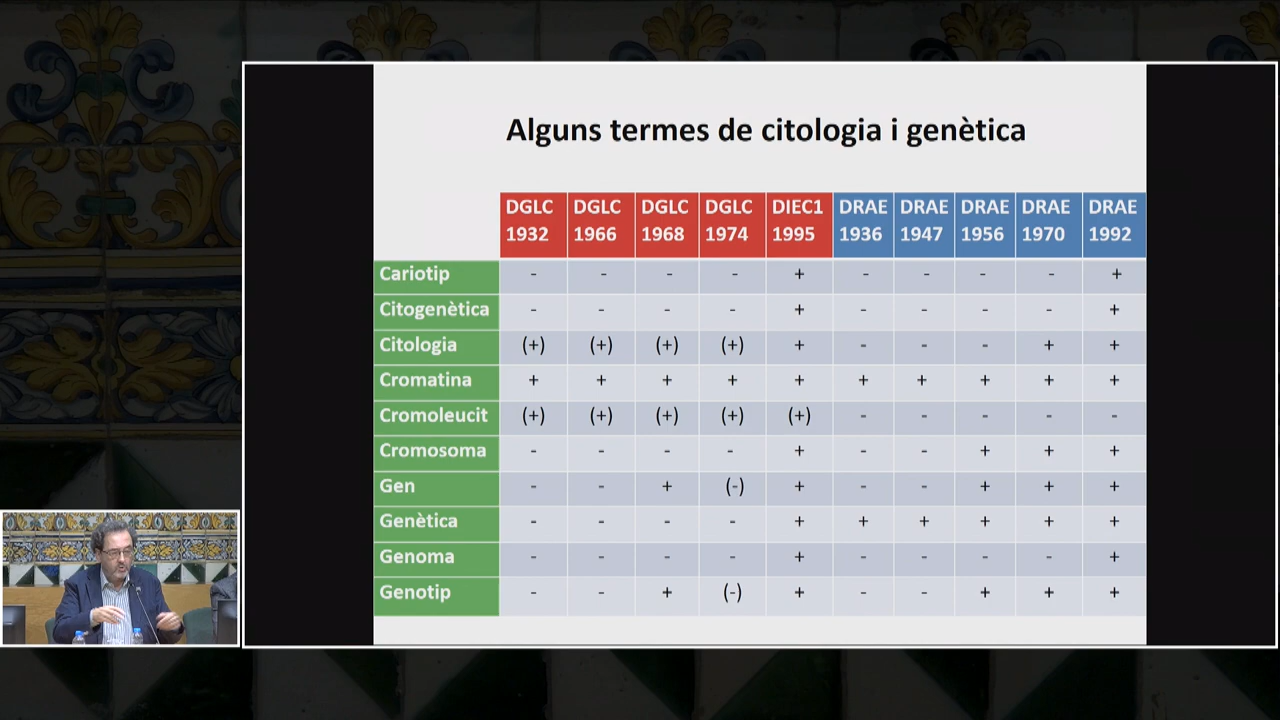 Alguns termes de citologia i genètica
DGLC DGLC DGLC DGLC DIEC1 DRAE DRAE DRAE DRAE DRAE
1932 1966 1968 1974 1995 1936 1947 1956 1970 1992
Cariotip - - - - + - - - - +
Citogenètica - - - - + - - - - +
Citologia (+) (+) (+) (+) + - - - + +
Cromatina + + + + + + + + + +
Cromoleucit (+) (+) (+) (+) (+) - - - - -
Cromosoma - - - - + - - + + +
Gen - - + (-) + - - + + +
Genètica - - - - + + + + + +
Genoma - - - - + - - - - +
Genotip - - + (-) + - - + + +